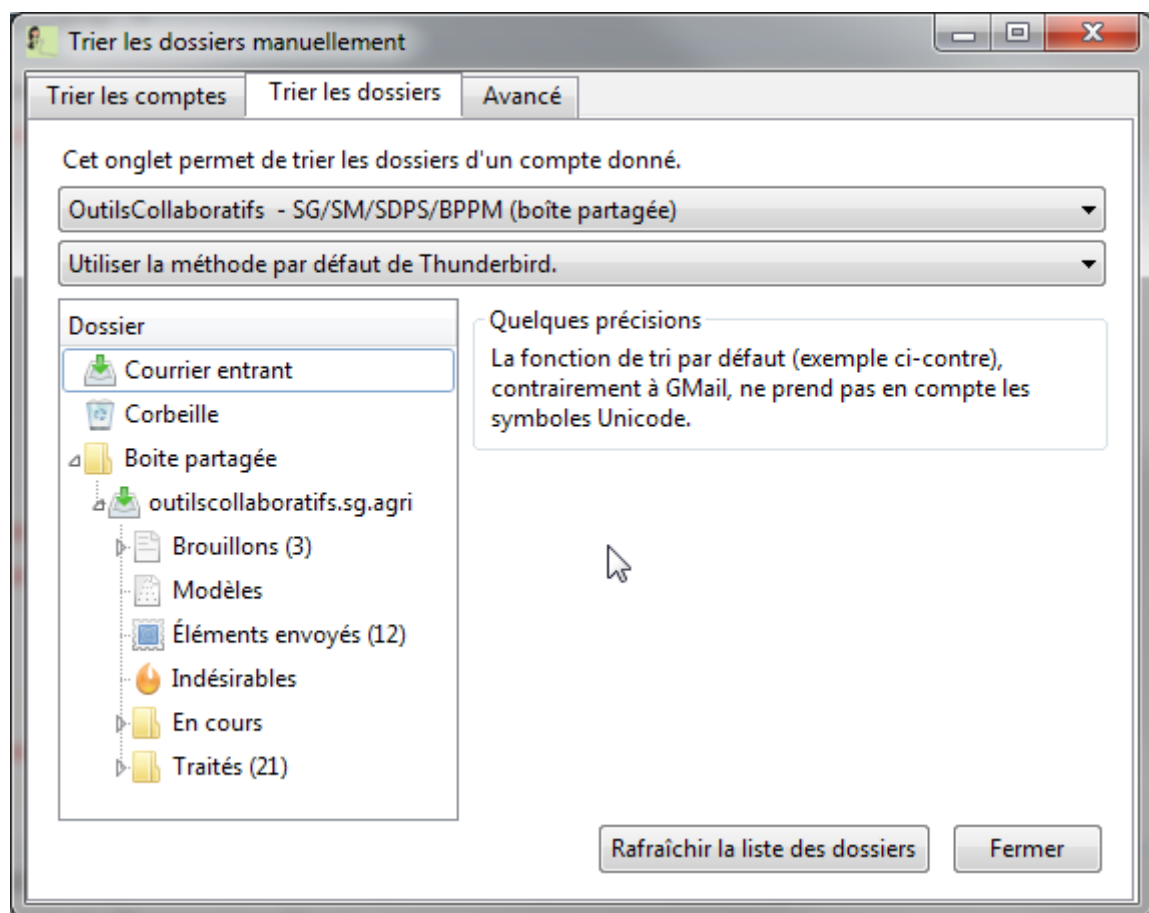 Trier les dossiers manuellement
Trier les comptes
Trier les dossiers
Avancé
Cet onglet permet de trier les dossiers d'un compte donné.
OutilsCollaboratifs - SG/SM/SDPS/BPPM (boîte partagée)
Utiliser la méthode par défaut de Thunderbird.
Dossier
Courrier entrant
Corbeille
Boite partagée
outilscollaboratifs.sg.agri
Brouillons (3)
Modèles
Éléments envoyés (12)
Indésirables
En cours
Traités (21)
Quelques précisions
La fonction de tri par défaut (exemple ci-contre),
contrairement à GMail, ne prend pas en compte les
symboles Unicode.
Rafraîchir la liste des dossiers
Fermer